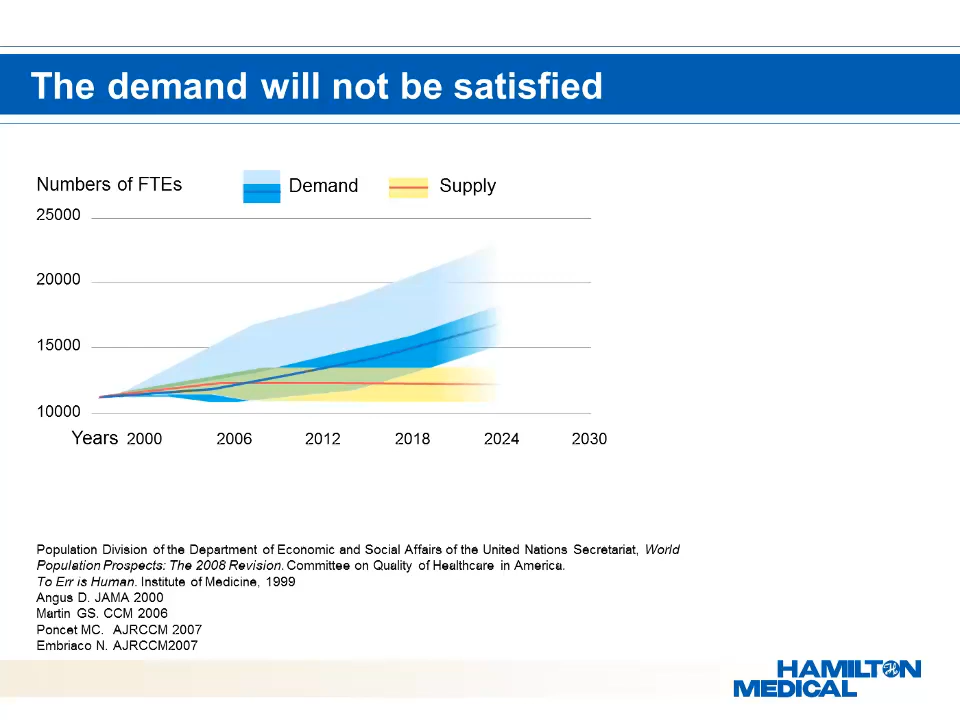 The demand will not be satisfied
Numbers of FTEs
Demand
Supply
25000
20000
15000
10000
Years 2000 2006 2012 2018 2024 2030
Population Division of the Department of Economic and Social Affairs of the United Nations Secretariat, World
Population Prospects: The 2008 Revision. Committee on Quality of Healthcare in America.
To Err is Human. Institute of Medicine, 1999
Angus D. JAMA 2000
Martin GS. CCM 2006
Poncet MC. AJRCCM 2007
Embriaco N. AJRCCM2007
HAMILTON
MEDICAL